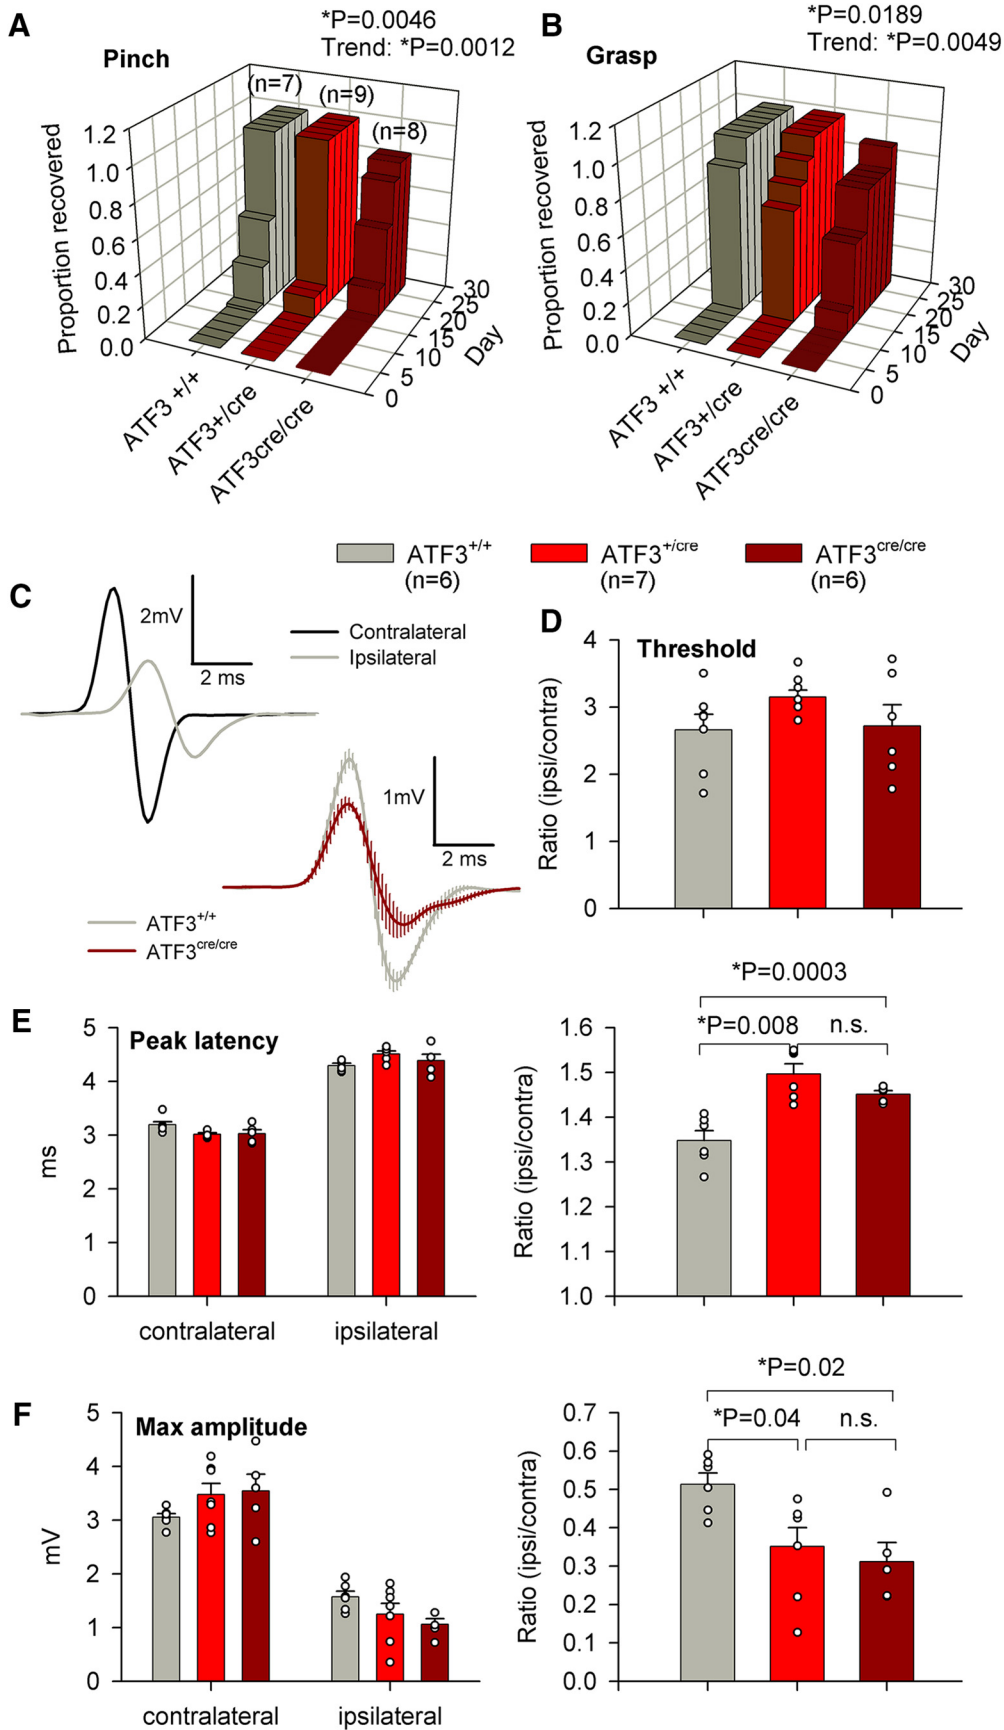 A
Pinch
*P=0.0046
Trend: *P=0.0012
(n=7)
(n=9)
(n=8)
Proportion recovered
1.2
1.0
0.8
0.6
0.4
0.2
0.0
ATF3 +/+
ATF3+/cre
ATF3cre/cre
0
5
10
15
20
25
30
Day
B
Grasp
*P=0.0189
Trend: *P=0.0049
Proportion recovered
1.2
1.0
0.8
0.6
0.4
0.2
0.0
ATF3 +/+
ATF3+/cre
ATF3cre/cre
0
5
10
15
20
25
30
Day
ATF3+/+
(n=6)
ATF3+/cre
(n=7)
ATF3cre/cre
(n=6)
C
2mV
2 ms
Contralateral
Ipsilateral
1mV
2 ms
ATF3+/+
ATF3cre/cre
D
Threshold
Ratio (ipsi/contra)
4
3
2
1
0
E
Peak latency
ms
5
4
3
2
1
0
contralateral
ipsilateral
*P=0.0003
*P=0.008
n.s.
Ratio (ipsi/contra)
1.6
1.5
1.4
1.3
1.2
1.1
1.0
F
Max amplitude
mV
5
4
3
2
1
0
contralateral
ipsilateral
*P=0.02
*P=0.04
n.s.
Ratio (ipsi/contra)
0.7
0.6
0.5
0.4
0.3
0.2
0.1
0.0